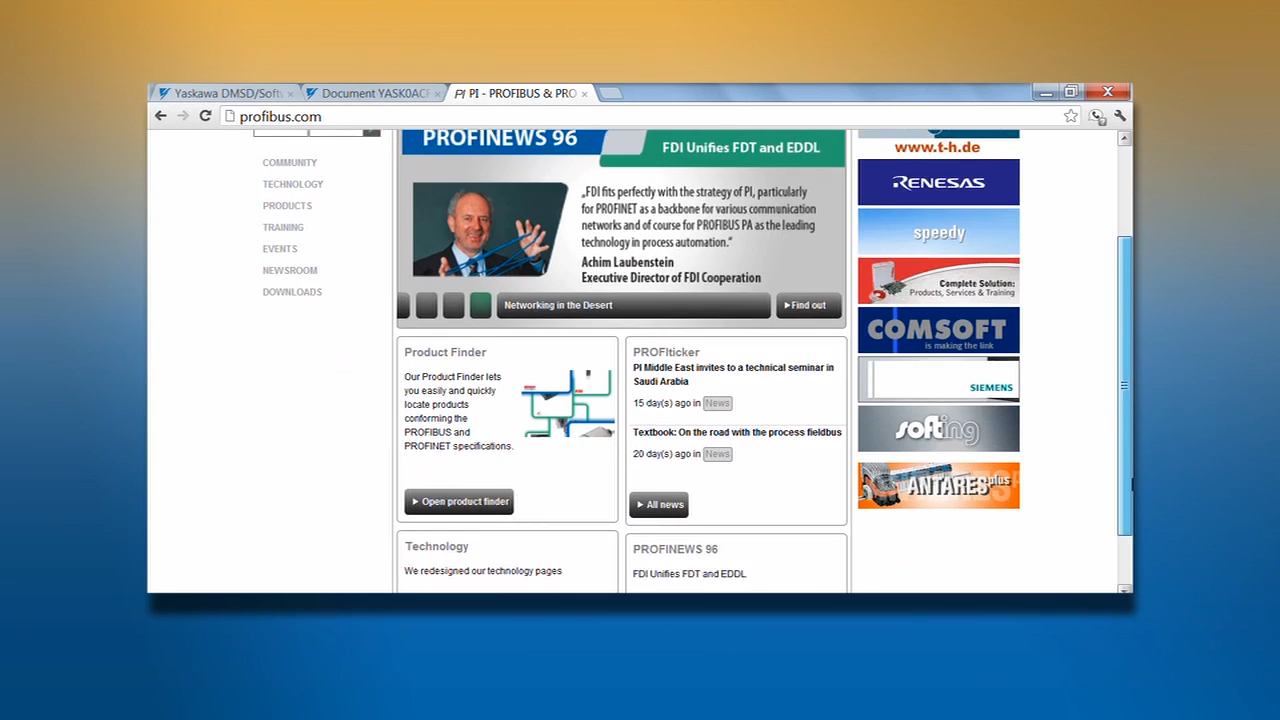 Yaskawa DMSD/Softw
Document YASK0ACF
PI PI - PROFIBUS & PRO
profibus.com
COMMUNITY
TECHNOLOGY
PRODUCTS
TRAINING
EVENTS
NEWSROOM
DOWNLOADS
PROFINEWS 96
FDI Unifies FDT and EDDL
„FDI fits perfectly with the strategy of PI, particularly
for PROFINET as a backbone for various communication
networks and of course for PROFIBUS PA as the leading
technology in process automation.“
Achim Laubenstein
Executive Director of FDI Cooperation
Networking in the Desert
Find out
Product Finder
Our Product Finder lets
you easily and quickly
locate products
conforming the
PROFIBUS and
PROFINET specifications.
Open product finder
PROFIticker
PI Middle East invites to a technical seminar in
Saudi Arabia
15 day(s) ago in News
Textbook: On the road with the process fieldbus
20 day(s) ago in News
All news
Technology
We redesigned our technology pages
PROFINEWS 96
FDI Unifies FDT and EDDL
www.t-h.de
RENESAS
speedy
Complete Solution:
Products, Services & Training
COMSOFT
is making the link
SIEMENS
softing
ANTARES plus